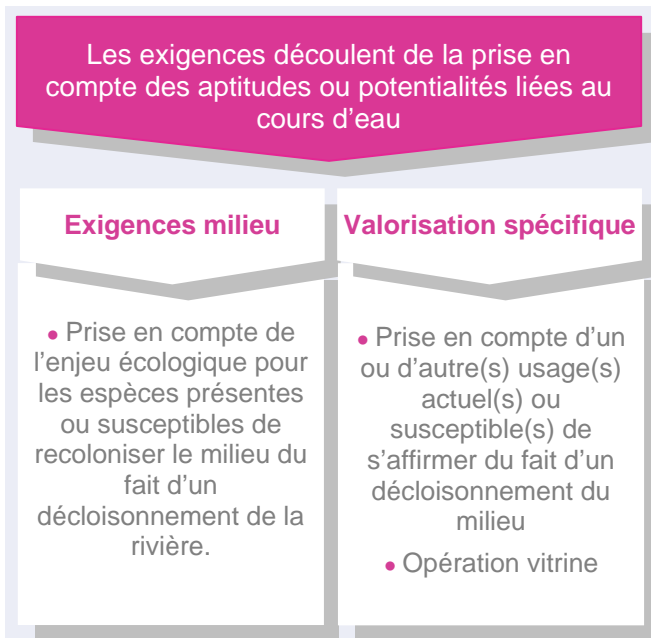 Les exigences découlent de la prise en
compte des aptitudes ou potentialités liées au
cours d'eau
Exigences milieu
• Prise en compte de
l'enjeu écologique pour
les espèces présentes
ou susceptibles de
recoloniser le milieu du
fait d'un
décloisonnement de la
rivière.
Valorisation spécifique
• Prise en compte d'un
ou d'autre(s) usage(s)
actuel(s) ou
susceptible(s) de
s'affirmer du fait d'un
décloisonnement du
milieu
• Opération vitrine